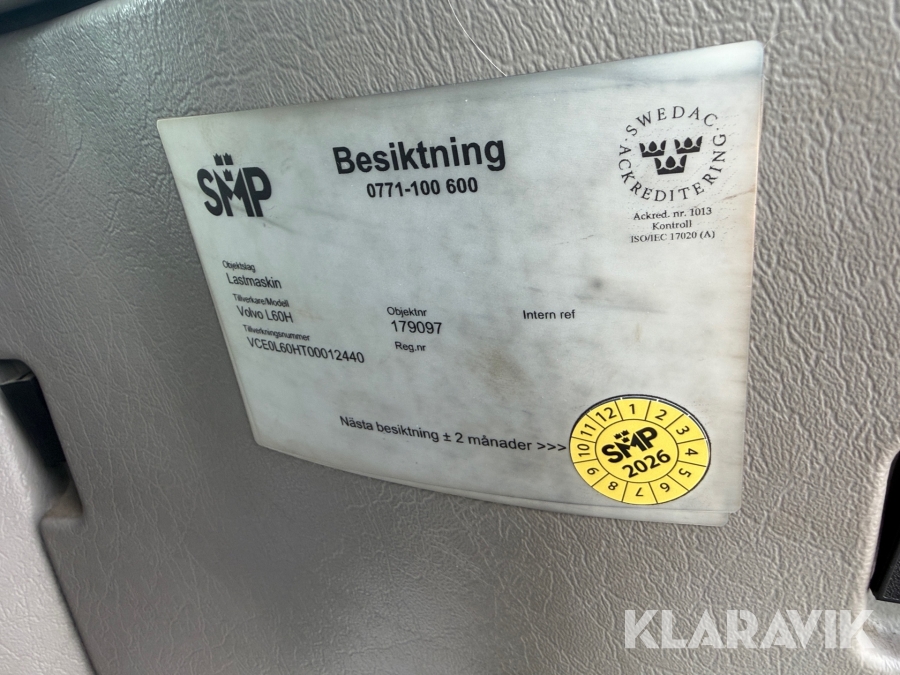 SMP
Besiktning
0771-100 600
SWEDAC
ACKREDITERING
Ackred. nr. 1013
Kontroll
ISO/IEC 17020 (A)
Objektslag
Lastmaskin
Tillverkare/Modell
Volvo L60H
Tillverkningsnummer
VCE0L60HT00012440
Objektnr
179097
Reg.nr
Intern ref
Nästa besiktning ± 2 månader >>>
1 2 3 4 5 6 7 8 9 10 11 12
SMP
2026
KLARAVIK